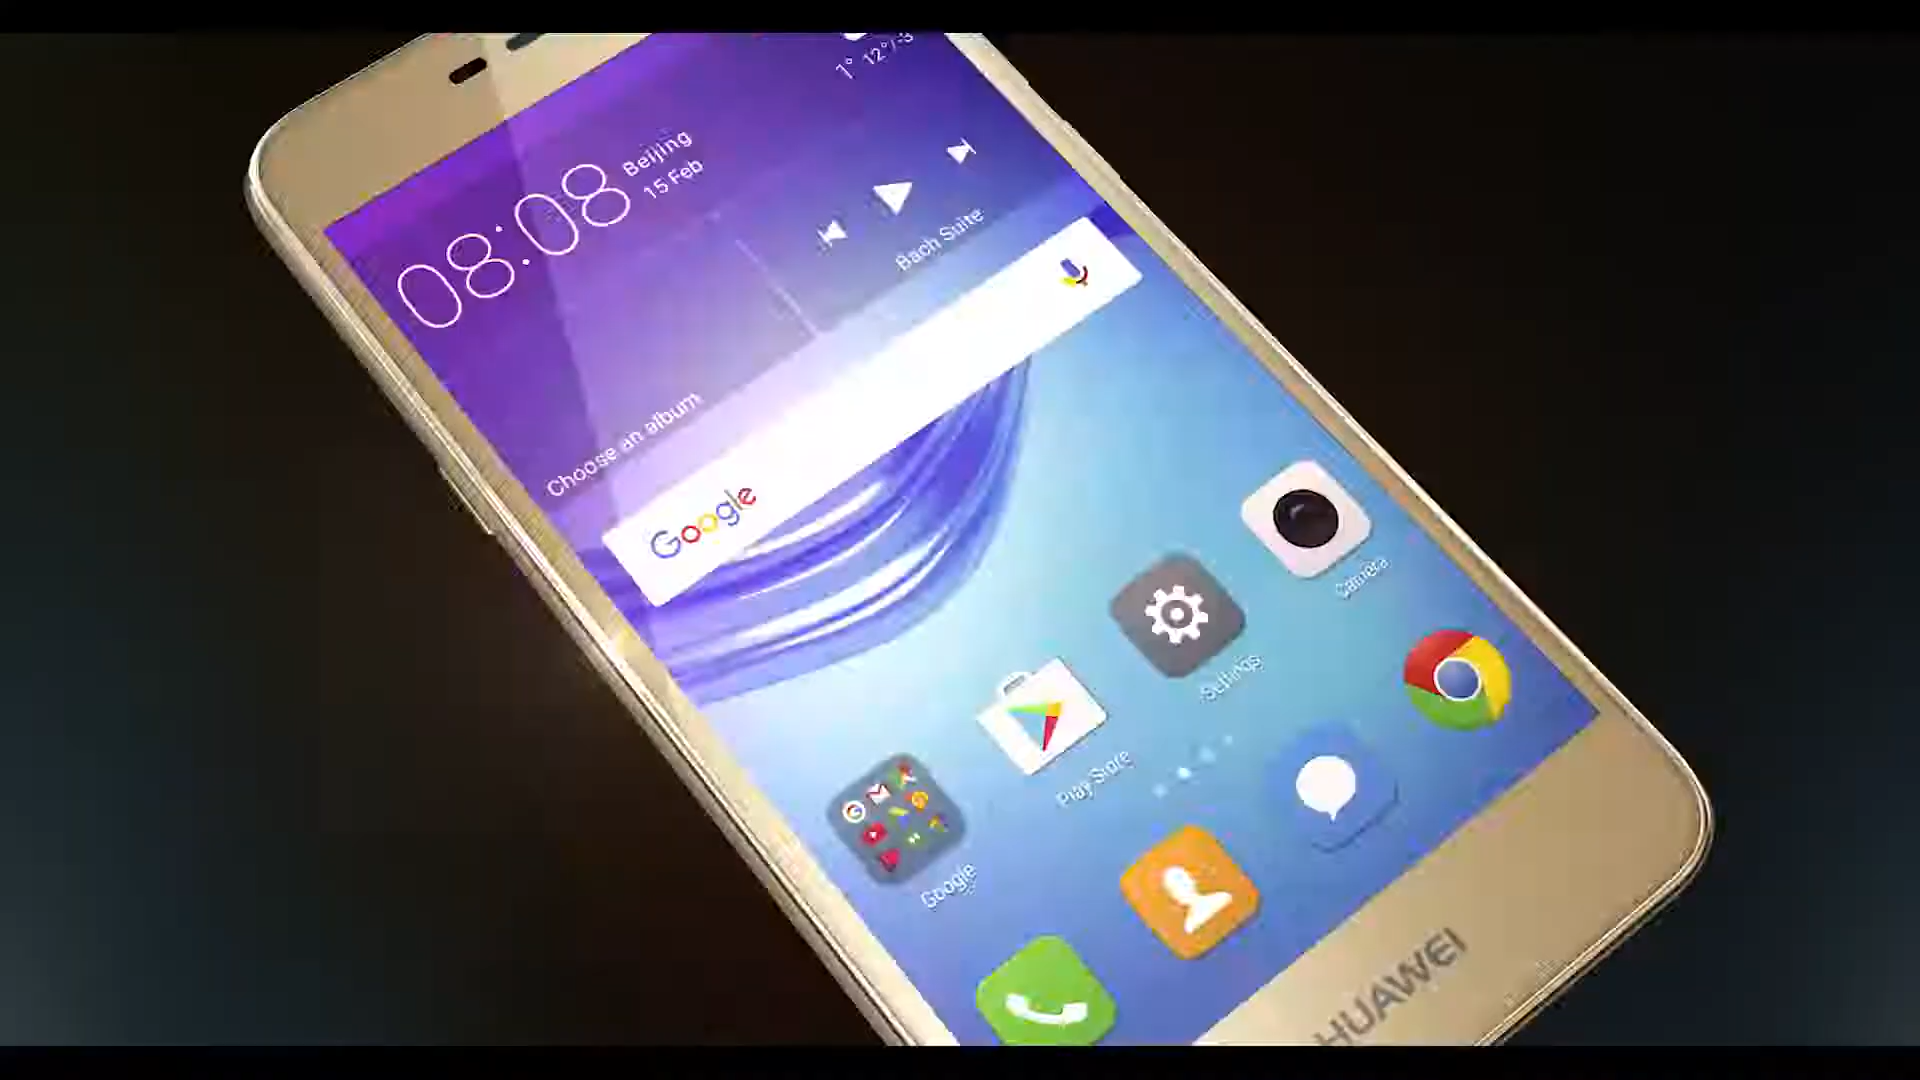 1° 12°/-3
08:08
Beijing
15 Feb
Bach Suite
Choose an album
Google
Camera
Settings
Play Store
Google
HUAWEI